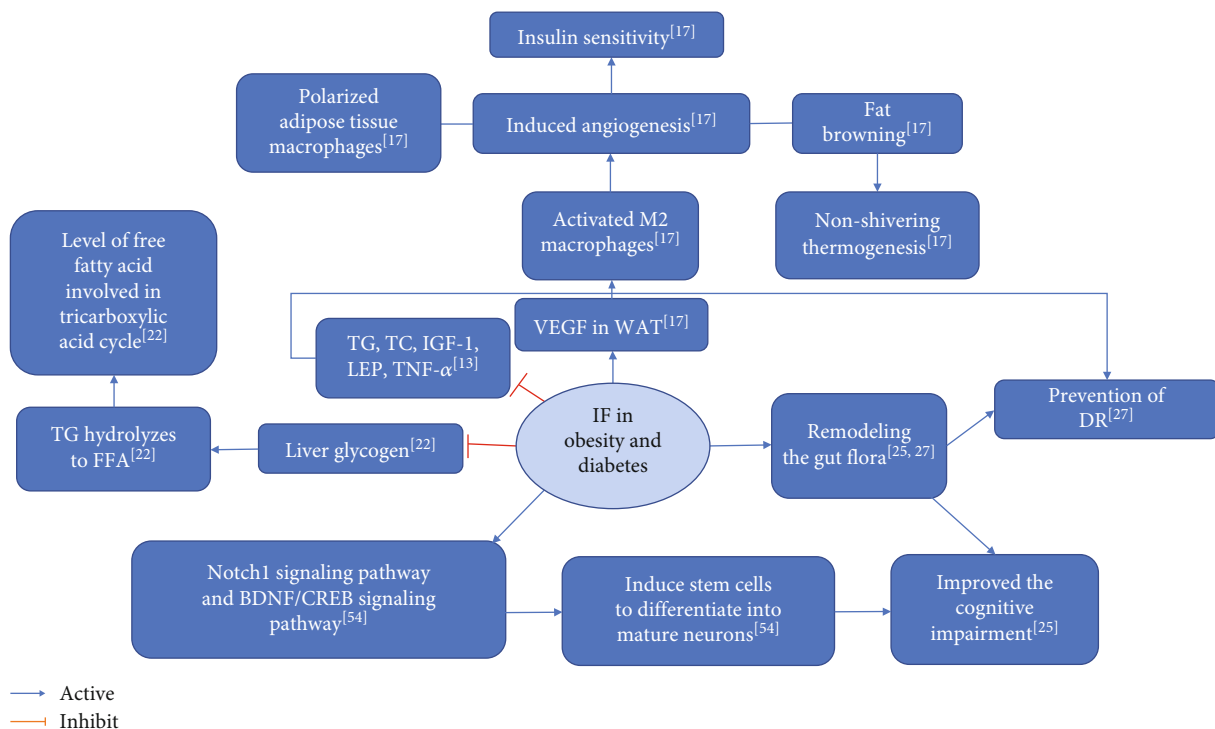 Insulin sensitivity[17]
Polarized
adipose tissue
macrophages[17]
Induced angiogenesis[17]
Fat
browning[17]
Activated M2
macrophages[17]
Non-shivering
thermogenesis[17]
Level of free
fatty acid
involved in
tricarboxylic
acid cycle[22]
VEGF in WAT[17]
TG, TC, IGF-1,
LEP, TNF-α[13]
TG hydrolyzes
to FFA[22]
Liver glycogen[22]
IF in
obesity and
diabetes
Remodeling
the gut flora[25, 27]
Prevention of
DR[27]
Notch1 signaling pathway
and BDNF/CREB signaling
pathway[54]
Induce stem cells
to differentiate into
mature neurons[54]
Improved the
cognitive
impairment[25]
Active
Inhibit